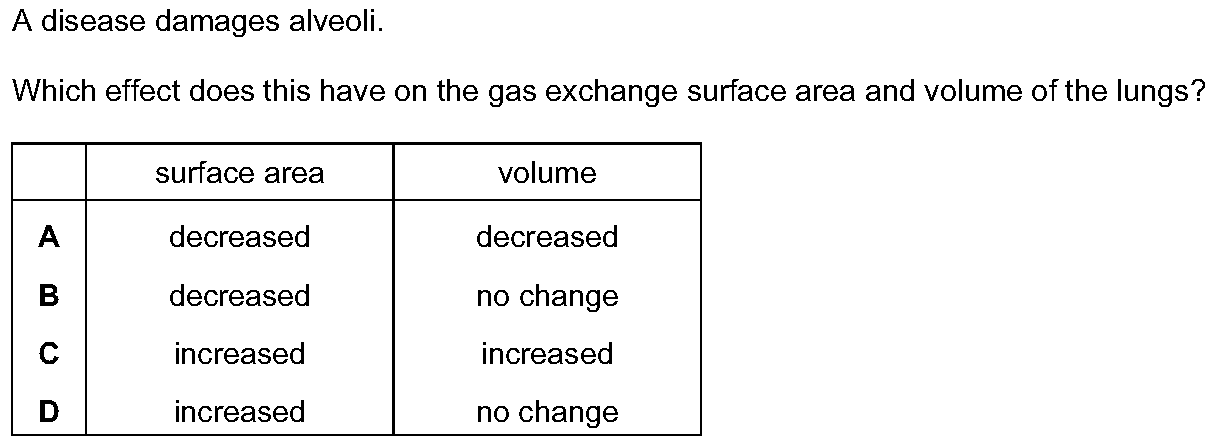 A disease damages alveoli.
Which effect does this have on the gas exchange surface area and volume of the lungs?
surface area volume
A decreased decreased
B decreased no change
C increased increased
D increased no change